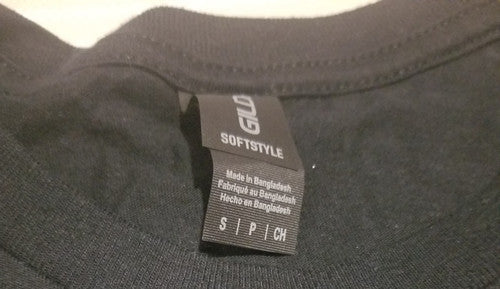 SOFTSTYLE
Made in Bangladesh
Fabriqué au Bangladesh
Hecho en Bangladesh
S | P | CH